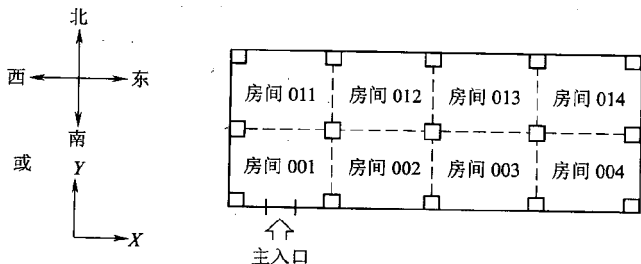 北
西 东
南
或 Y
X
房间 011 房间 012 房间 013 房间 014
房间 001 房间 002 房间 003 房间 004
主入口